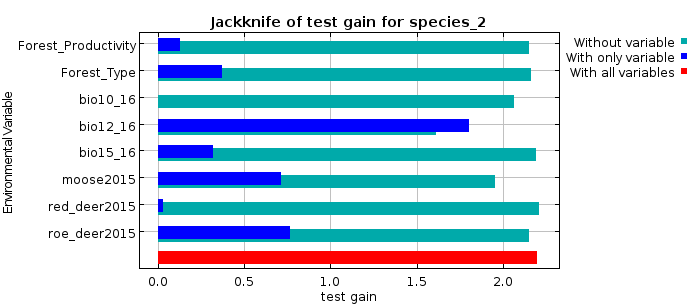 Jackknife of test gain for species_2
Without variable
With only variable
With all variables
Environmental Variable
Forest_Productivity
Forest_Type
bio10_16
bio12_16
bio15_16
moose2015
red_deer2015
roe_deer2015
0.0 0.5 1.0 1.5 2.0
test gain